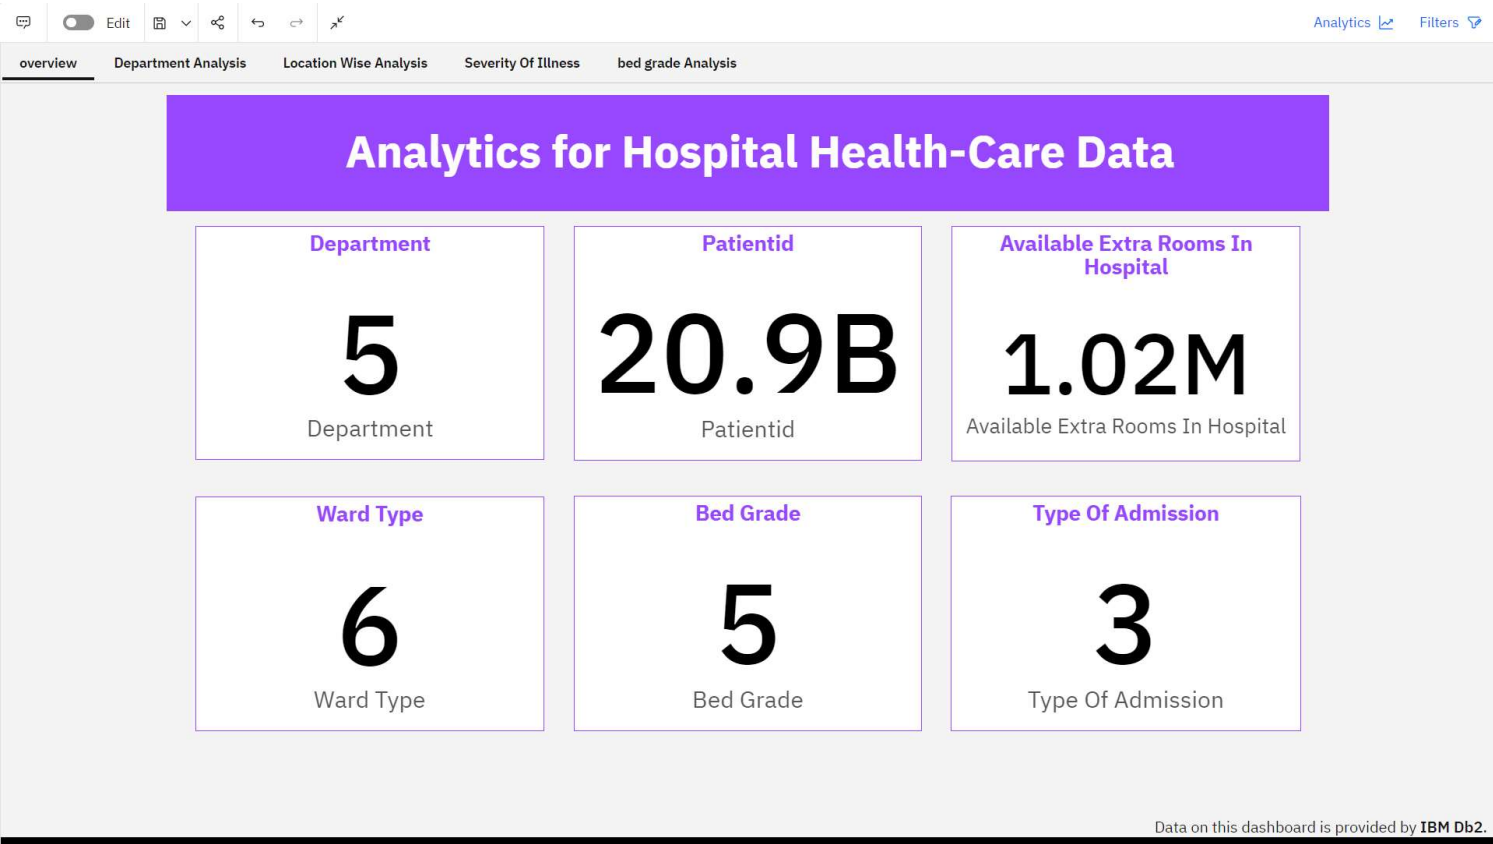 Edit
Analytics
Filters
overview
Department Analysis
Location Wise Analysis
Severity Of Illness
bed grade Analysis
Analytics for Hospital Health-Care Data
Department
5
Department
Patientid
20.9B
Patientid
Available Extra Rooms In
Hospital
1.02M
Available Extra Rooms In Hospital
Ward Type
6
Ward Type
Bed Grade
5
Bed Grade
Type Of Admission
3
Type Of Admission
Data on this dashboard is provided by IBM Db2.